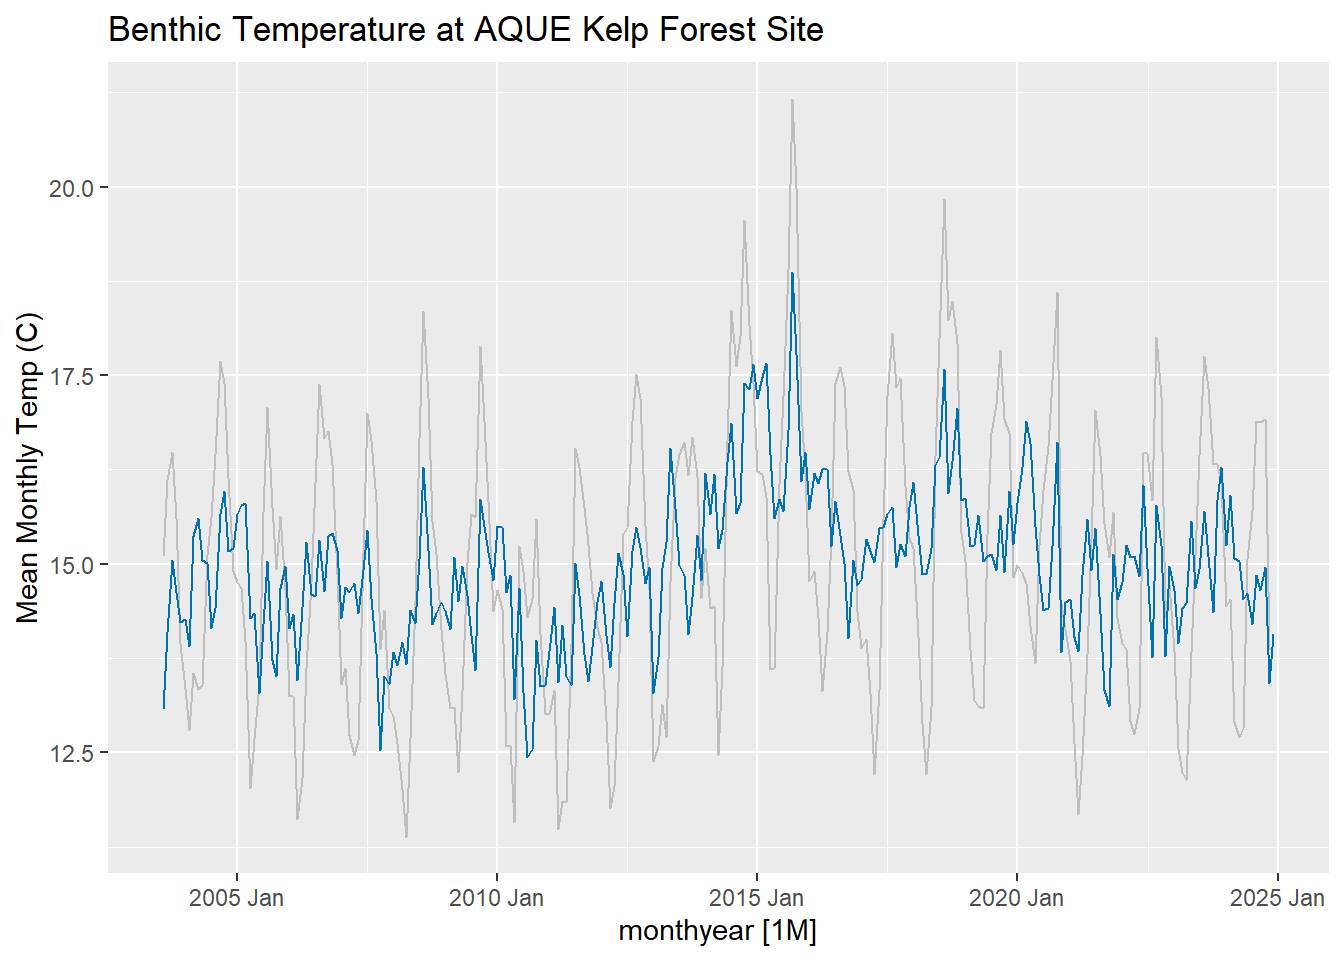 Benthic Temperature at AQUE Kelp Forest Site
Mean Monthly Temp (C)
20.0
17.5
15.0
12.5
2005 Jan
2010 Jan
2015 Jan
2020 Jan
2025 Jan
monthyear [1M]